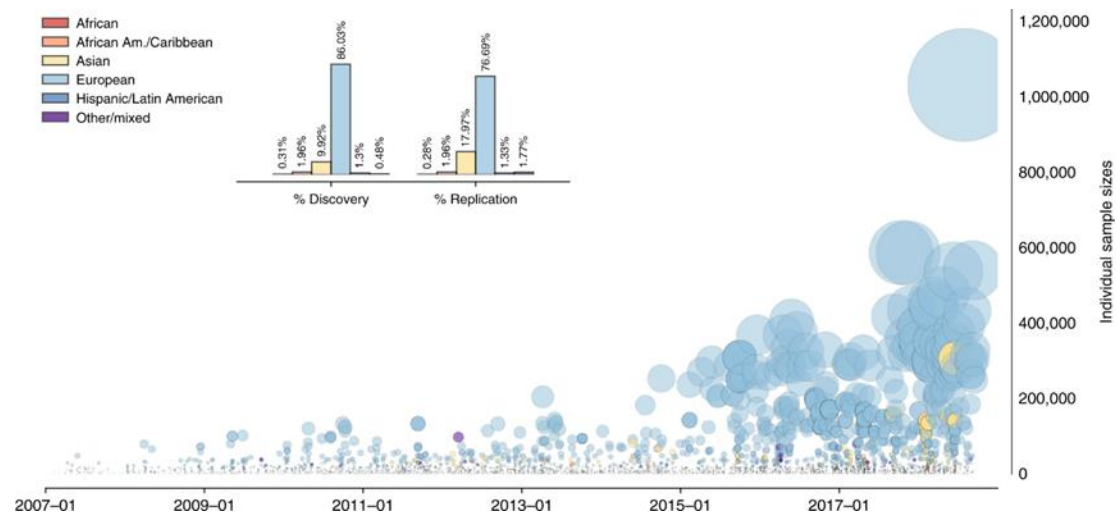 African
African Am./Caribbean
Asian
European
Hispanic/Latin American
Other/mixed
0.31%
1.96%
9.92%
86.03%
1.3%
0.48%
% Discovery
0.28%
1.96%
17.97%
76.69%
1.33%
1.77%
% Replication
1,200,000
1,000,000
800,000
600,000
400,000
200,000
0
Individual sample sizes
2007–01
2009–01
2011–01
2013–01
2015–01
2017–01